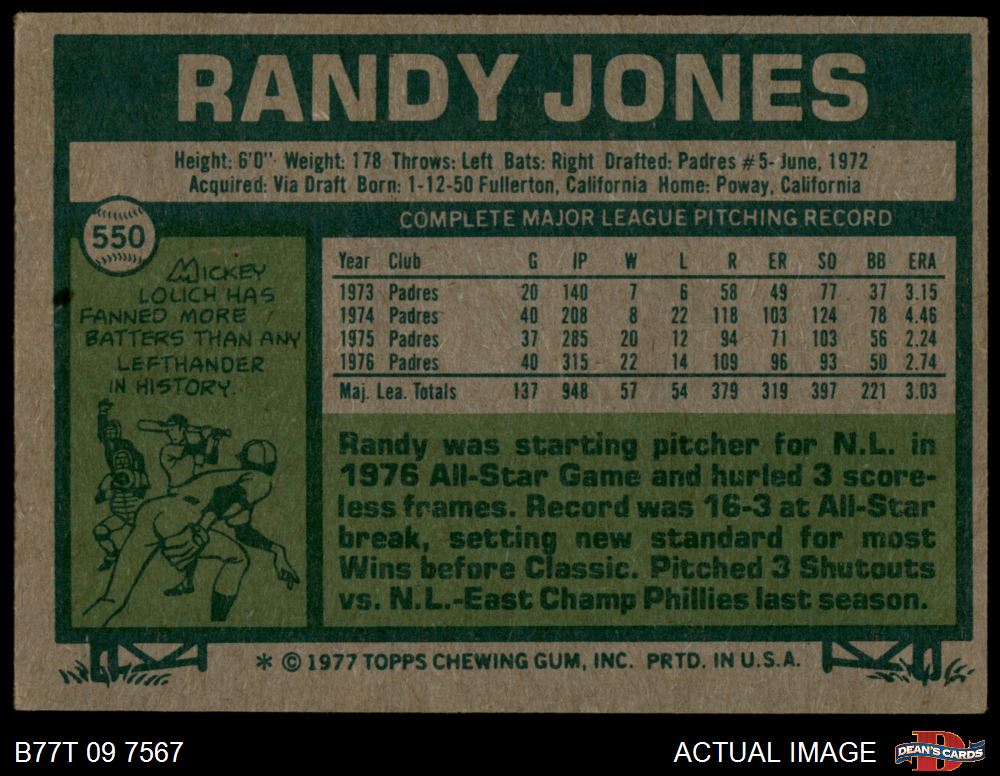 RANDY JONES
Height: 6'0" Weight: 178 Throws: Left Bats: Right Drafted: Padres #5-June, 1972
Acquired: Via Draft Born: 1-12-50 Fullerton, California Home: Poway, California
550
MICKEY
LOLICH HAS
FANNED MORE
BATTERS THAN ANY
LEFTHANDER
IN HISTORY.
COMPLETE MAJOR LEAGUE PITCHING RECORD
Year Club G IP W L R ER SO BB ERA
1973 Padres 20 140 7 6 58 49 77 37 3.15
1974 Padres 40 208 8 22 118 103 124 78 4.46
1975 Padres 37 285 20 12 94 71 103 56 2.24
1976 Padres 40 315 22 14 109 96 93 50 2.74
Maj. Lea. Totals 137 948 57 54 379 319 397 221 3.03
Randy was starting pitcher for N.L. in
1976 All-Star Game and hurled 3 score-
less frames. Record was 16-3 at All-Star
break, setting new standard for most
Wins before Classic. Pitched 3 Shutouts
vs. N.L.-East Champ Phillies last season.
* © 1977 TOPPS CHEWING GUM, INC. PRTD. IN U.S.A.
B77T 09 7567
ACTUAL IMAGE
DEAN'S CARDS